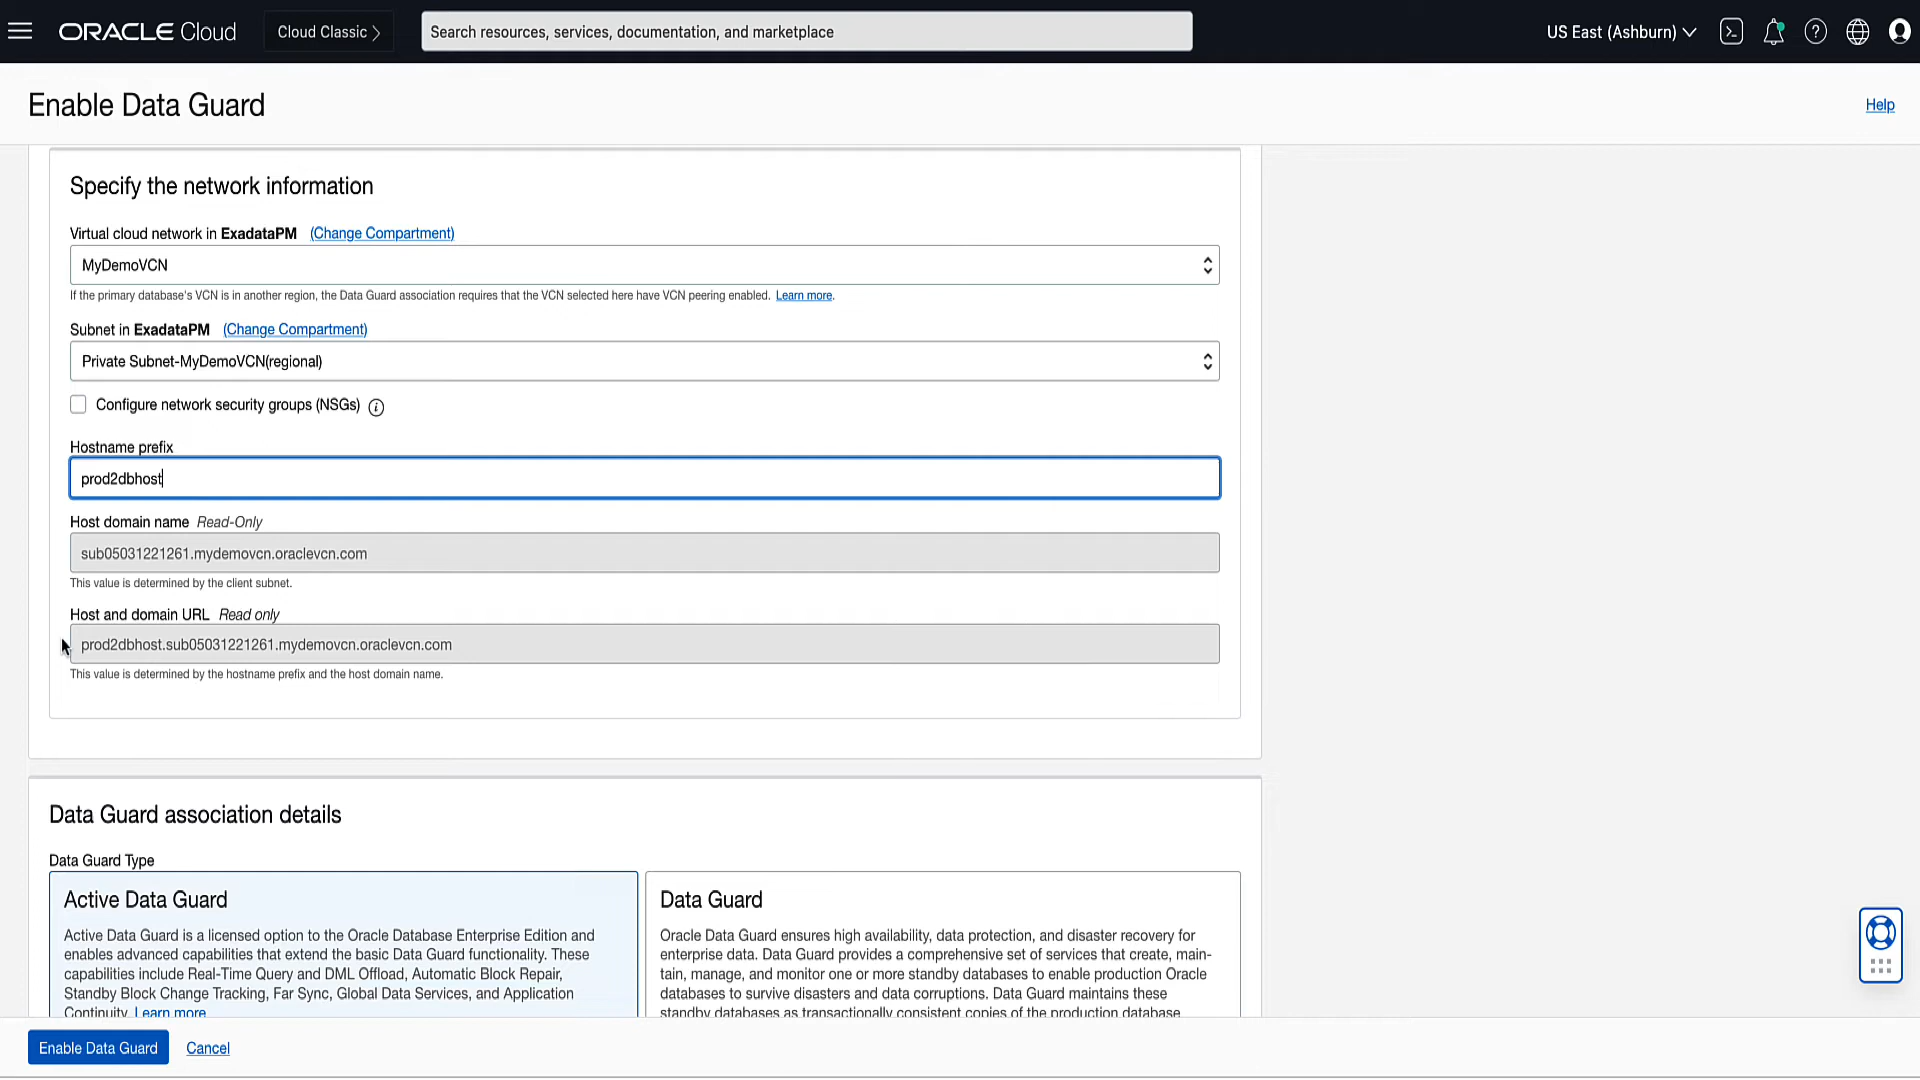 ORACLE Cloud
Cloud Classic
Search resources, services, documentation, and marketplace
US East (Ashburn)
Enable Data Guard
Help
Specify the network information
Virtual cloud network in ExadataPM (Change Compartment)
MyDemoVCN
If the primary database's VCN is in another region, the Data Guard association requires that the VCN selected here have VCN peering enabled. Learn more.
Subnet in ExadataPM (Change Compartment)
Private Subnet-MyDemoVCN(regional)
Configure network security groups (NSGs)
Hostname prefix
prod2dbhost
Host domain name Read-Only
sub05031221261.mydemovcn.oraclevcn.com
This value is determined by the client subnet.
Host and domain URL Read only
prod2dbhost.sub05031221261.mydemovcn.oraclevcn.com
This value is determined by the hostname prefix and the host domain name.
Data Guard association details
Data Guard Type
Active Data Guard
Active Data Guard is a licensed option to the Oracle Database Enterprise Edition and
enables advanced capabilities that extend the basic Data Guard functionality. These
capabilities include Real-Time Query and DML Offload, Automatic Block Repair,
Standby Block Change Tracking, Far Sync, Global Data Services, and Application
Continuity. Learn more
Data Guard
Oracle Data Guard ensures high availability, data protection, and disaster recovery for
enterprise data. Data Guard provides a comprehensive set of services that create, main-
tain, manage, and monitor one or more standby databases to enable production Oracle
databases to survive disasters and data corruptions. Data Guard maintains these
standby databases as transactionally consistent copies of the production database
Enable Data Guard
Cancel